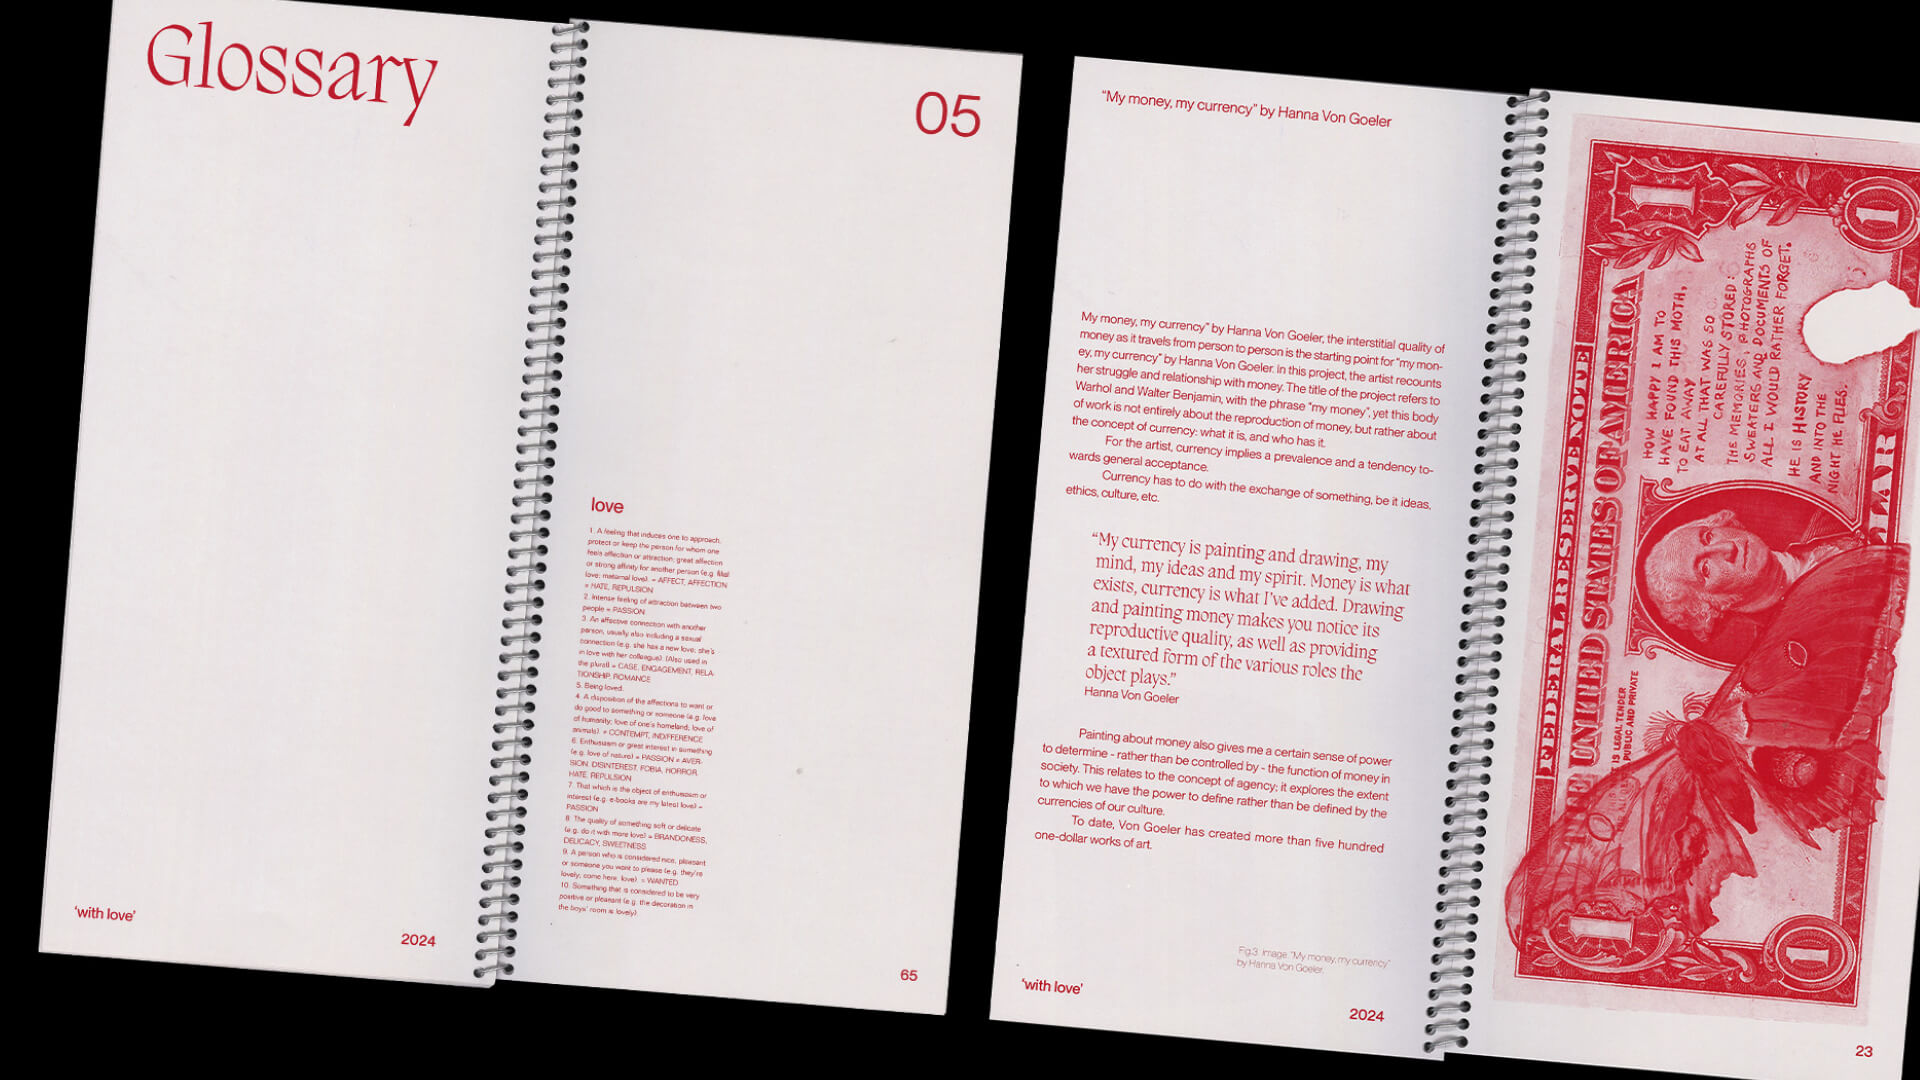 Glossary
05
love
1. A feeling that induces one to approach,
protect or keep the person for whom one
feels affection or attraction; great affection
or strong affinity for another person (e.g. filial
love; maternal love). = AFFECT, AFFECTION
≠ HATE, REPULSION
2. Intense feeling of attraction between two
people = PASSION
3. An affective connection with another
person, usually also including a sexual
connection (e.g. she has a new love; she's
in love with her colleague). (Also used in
the plural) = CASE, ENGAGEMENT, RELA-
TIONSHIP, ROMANCE
5. Being loved.
4. A disposition of the affections to want or
do good to something or someone (e.g. love
of humanity; love of one's homeland; love of
animals). ≠ CONTEMPT, INDIFFERENCE
6. Enthusiasm or great interest in something
(e.g. love of nature) = PASSION ≠ AVER-
SION, DISINTEREST, FOBIA, HORROR,
HATE, REPULSION
7. That which is the object of enthusiasm or
interest (e.g. e-books are my latest love) =
PASSION
8. The quality of something soft or delicate
(e.g. do it with more love) = BRANDONESS,
DELICACY, SWEETNESS
9. A person who is considered nice, pleasant
or someone you want to please (e.g. they're
lovely; come here, love). = WANTED
10. Something that is considered to be very
positive or pleasant (e.g. the decoration in
the boys' room is lovely)
'with love'
2024
65
"My money, my currency" by Hanna Von Goeler
My money, my currency" by Hanna Von Goeler, the interstitial quality of
money as it travels from person to person is the starting point for "my mon-
ey, my currency" by Hanna Von Goeler. In this project, the artist recounts
her struggle and relationship with money. The title of the project refers to
Warhol and Walter Benjamin, with the phrase "my money", yet this body
of work is not entirely about the reproduction of money, but rather about
the concept of currency: what it is, and who has it.
For the artist, currency implies a prevalence and a tendency to-
wards general acceptance.
Currency has to do with the exchange of something, be it ideas,
ethics, culture, etc.
"My currency is painting and drawing, my
mind, my ideas and my spirit. Money is what
exists, currency is what I've added. Drawing
and painting money makes you notice its
reproductive quality, as well as providing
a textured form of the various roles the
object plays."
Hanna Von Goeler
Painting about money also gives me a certain sense of power
to determine - rather than be controlled by - the function of money in
society. This relates to the concept of agency; it explores the extent
to which we have the power to define rather than be defined by the
currencies of our culture.
To date, Von Goeler has created more than five hundred
one-dollar works of art.
Fig.3 Image. "My money, my currency"
by Hanna Von Goeler.
'with love'
2024
FEDERAL RESERVE NOTE
THE UNITED STATES OF AMERICA
IS LEGAL TENDER
PUBLIC AND PRIVATE
HOW HAPPY I AM TO
HAVE FOUND THIS MOTH,
TO EAT AWAY
AT ALL THAT WAS SO
CAREFULLY STORED:
THE MEMORIES, PHOTOGRAPHS
SWEATERS AND DOCUMENTS OF
ALL I WOULD RATHER FORGET.
HE IS HISTORY
AND INTO THE
NIGHT HE FLIES.
1
1
1
1
23